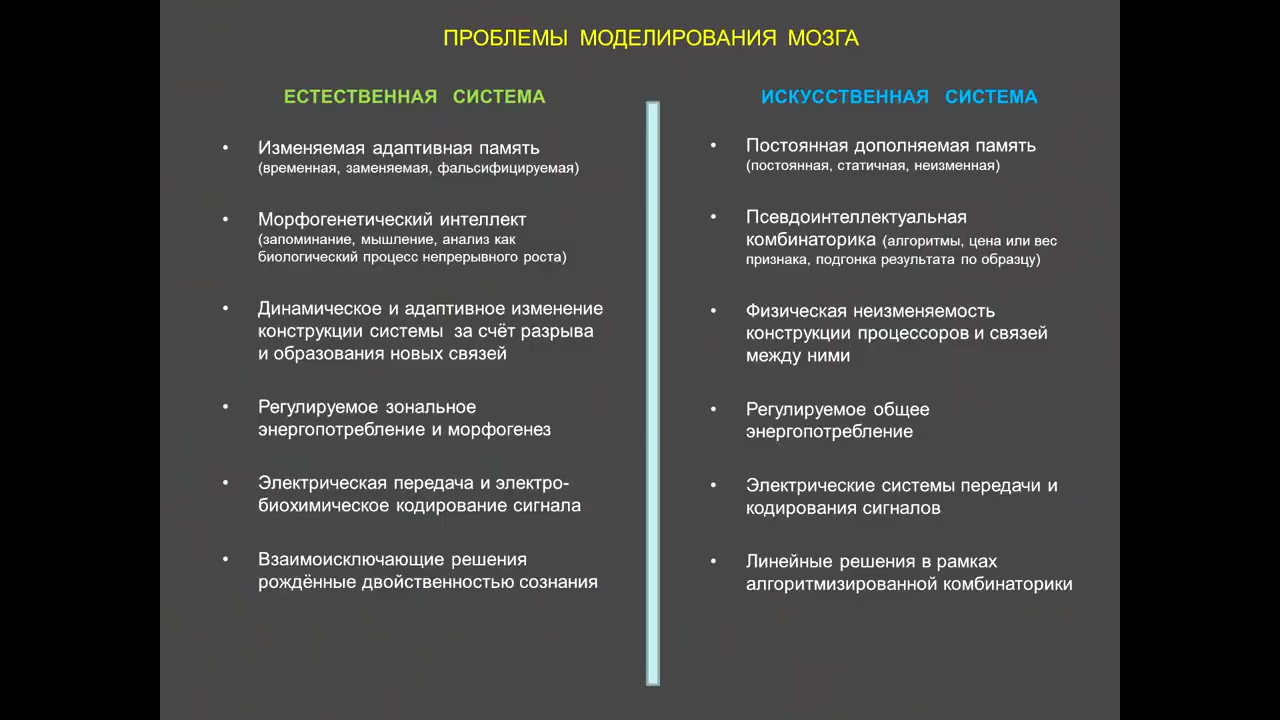 ПРОБЛЕМЫ МОДЕЛИРОВАНИЯ МОЗГА
ЕСТЕСТВЕННАЯ СИСТЕМА
• Изменяемая адаптивная память
(временная, заменяемая, фальсифицируемая)
• Морфогенетический интеллект
(запоминание, мышление, анализ как
биологический процесс непрерывного роста)
• Динамическое и адаптивное изменение
конструкции системы за счёт разрыва
и образования новых связей
• Регулируемое зональное
энергопотребление и морфогенез
• Электрическая передача и электро-
биохимическое кодирование сигнала
• Взаимоисключающие решения
рождённые двойственностью сознания
ИСКУССТВЕННАЯ СИСТЕМА
• Постоянная дополняемая память
(постоянная, статичная, неизменная)
• Псевдоинтеллектуальная
комбинаторика (алгоритмы, цена или вес
признака, подгонка результата по образцу)
• Физическая неизменяемость
конструкции процессоров и связей
между ними
• Регулируемое общее
энергопотребление
• Электрические системы передачи и
кодирования сигналов
• Линейные решения в рамках
алгоритмизированной комбинаторики